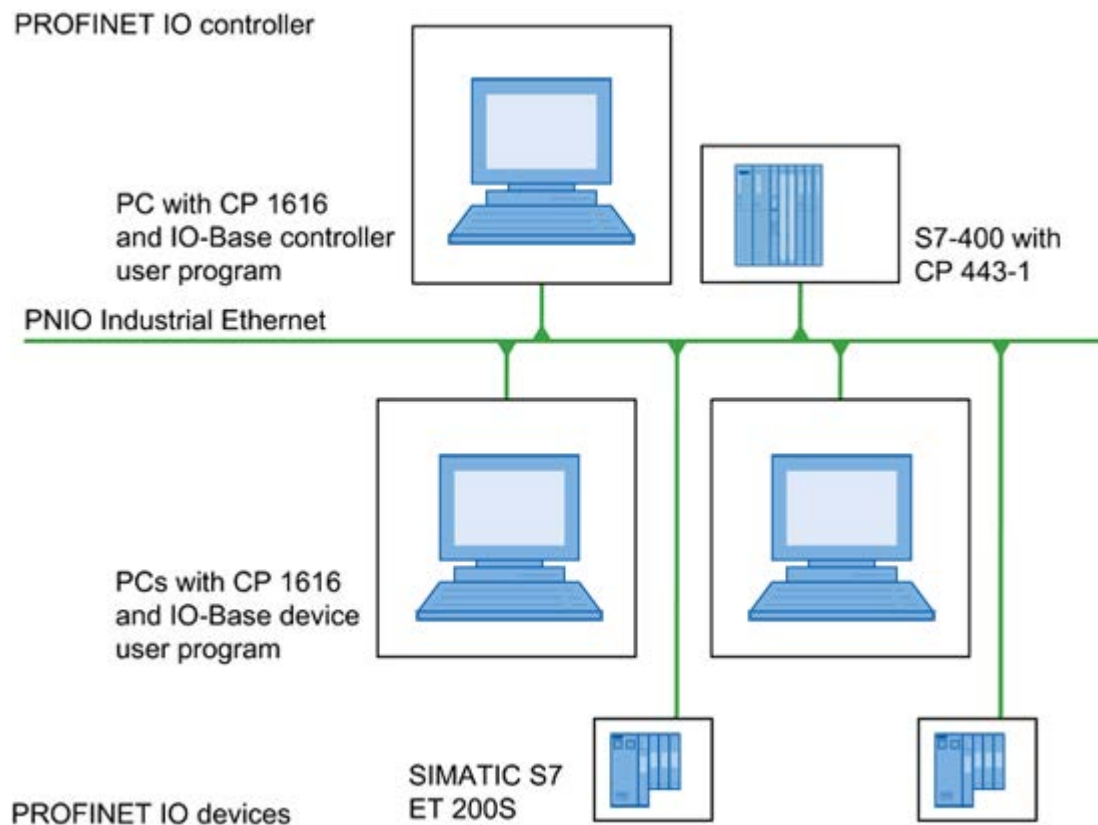 PROFINET IO controller
PC with CP 1616
and IO-Base controller
user program
S7-400 with
CP 443-1
PNIO Industrial Ethernet
PCs with CP 1616
and IO-Base device
user program
SIMATIC S7
ET 200S
PROFINET IO devices